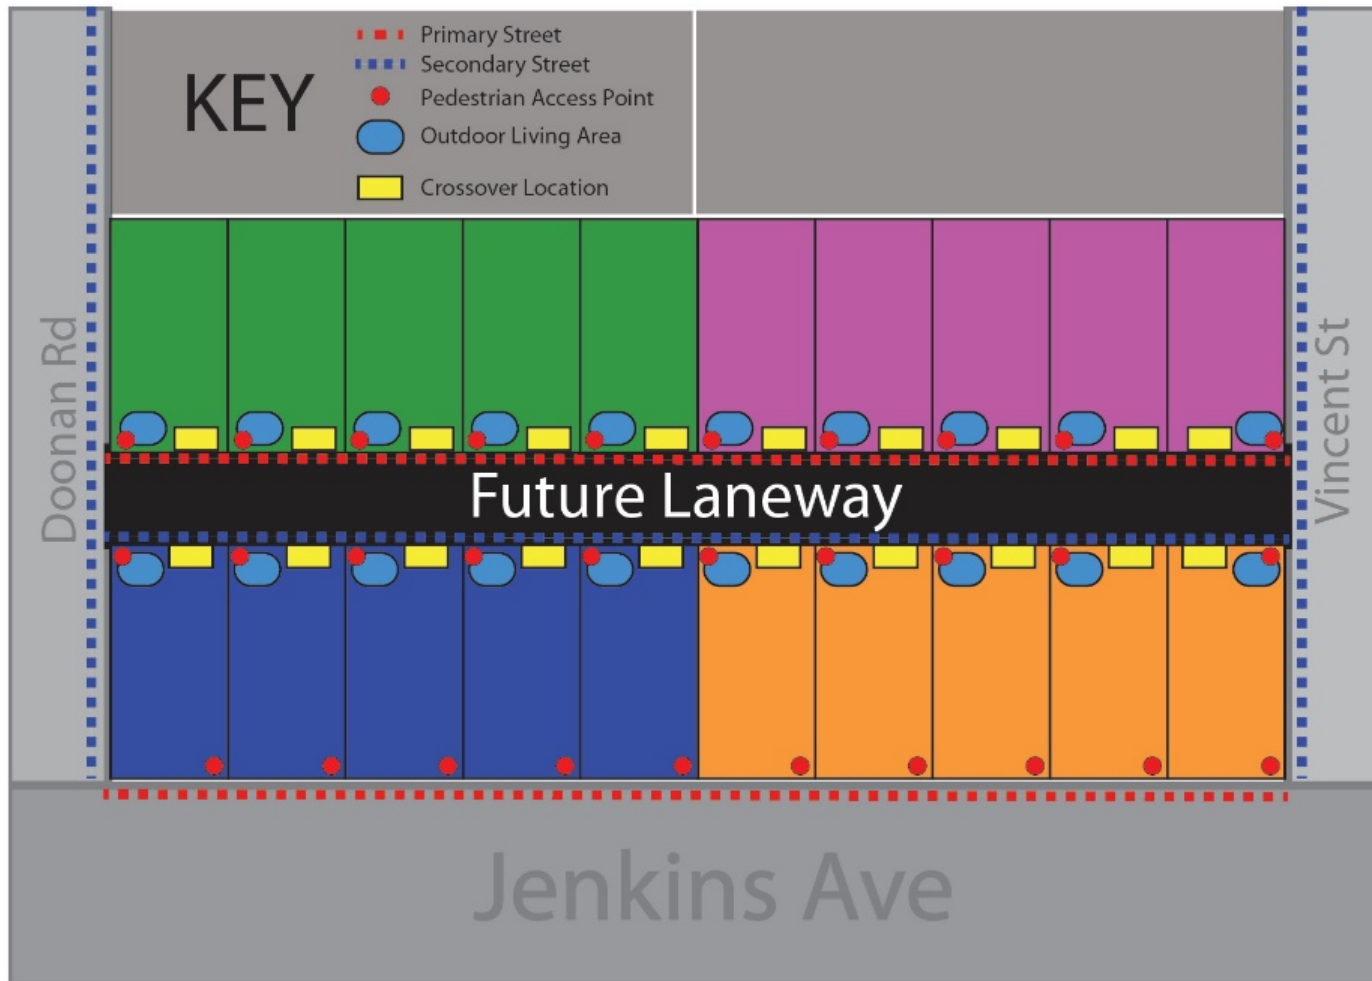 KEY
Primary Street
Secondary Street
Pedestrian Access Point
Outdoor Living Area
Crossover Location
Doonan Rd
Vincent St
Future Laneway
Jenkins Ave